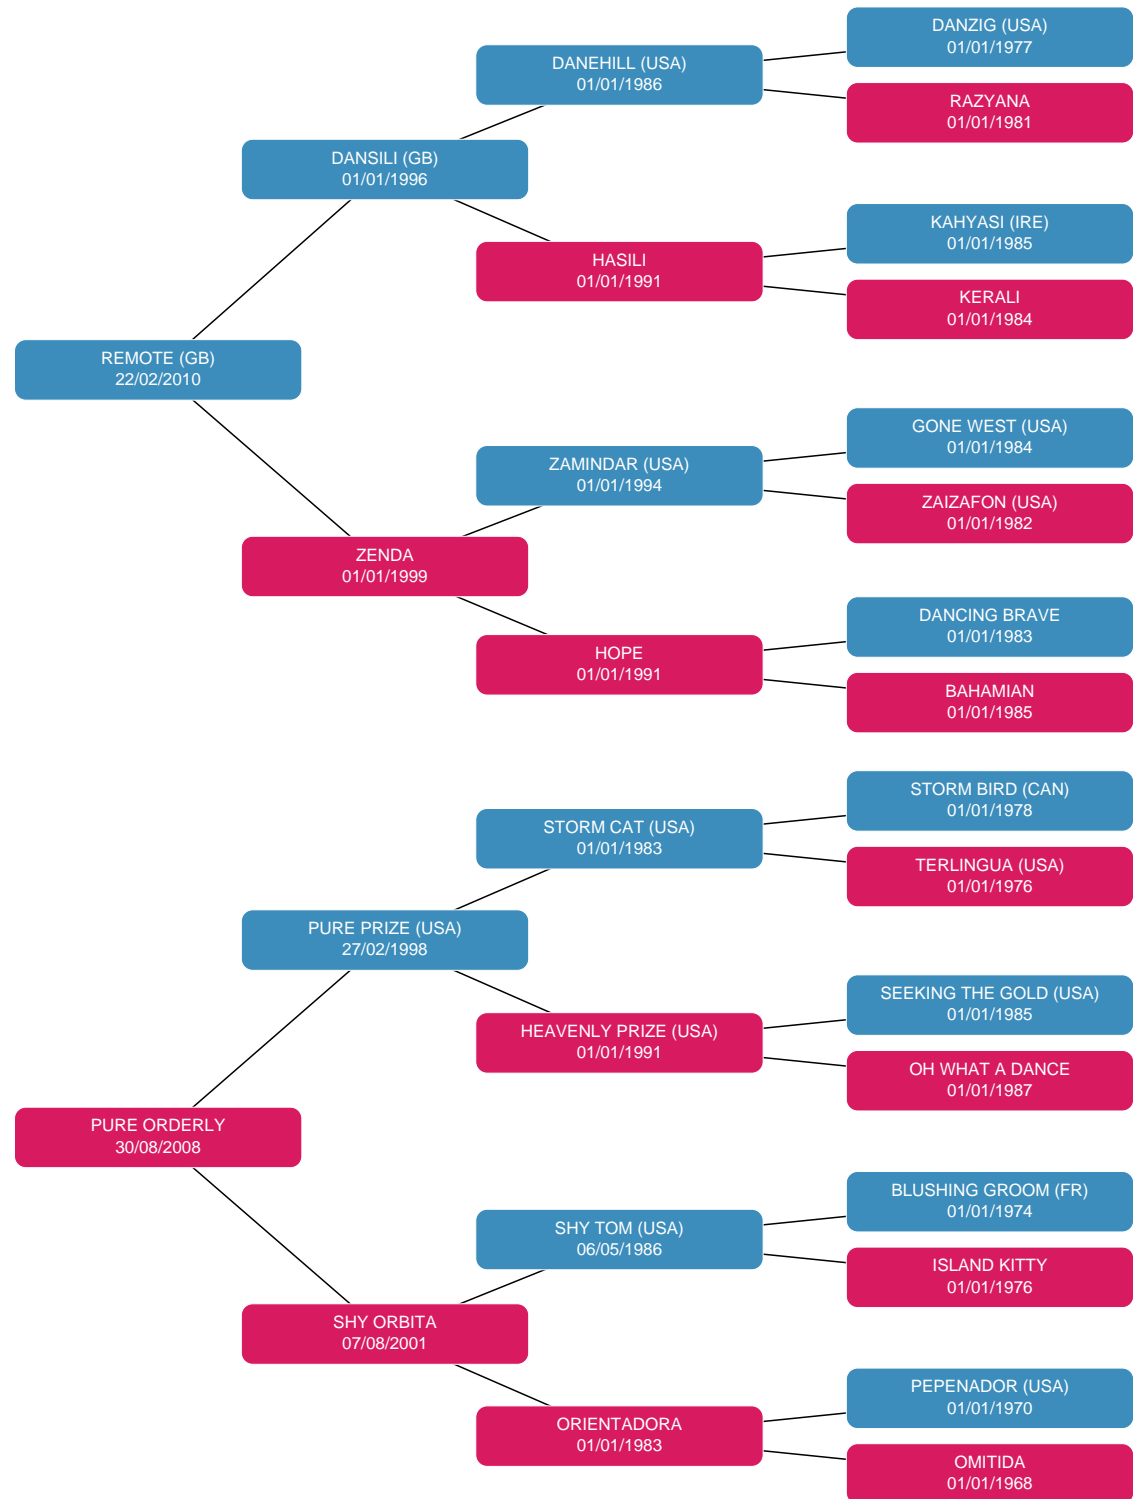 DANZIG (USA)
01/01/1977
DANEHILL (USA)
01/01/1986
RAZYANA
01/01/1981
DANSILI (GB)
01/01/1996
KAHYASI (IRE)
01/01/1985
HASILI
01/01/1991
KERALI
01/01/1984
REMOTE (GB)
22/02/2010
GONE WEST (USA)
01/01/1984
ZAMINDAR (USA)
01/01/1994
ZAIZAFON (USA)
01/01/1982
ZENDA
01/01/1999
DANCING BRAVE
01/01/1983
HOPE
01/01/1991
BAHAMIAN
01/01/1985
STORM BIRD (CAN)
01/01/1978
STORM CAT (USA)
01/01/1983
TERLINGUA (USA)
01/01/1976
PURE PRIZE (USA)
27/02/1998
SEEKING THE GOLD (USA)
01/01/1985
HEAVENLY PRIZE (USA)
01/01/1991
OH WHAT A DANCE
01/01/1987
PURE ORDERLY
30/08/2008
BLUSHING GROOM (FR)
01/01/1974
SHY TOM (USA)
06/05/1986
ISLAND KITTY
01/01/1976
SHY ORBITA
07/08/2001
PEPENADOR (USA)
01/01/1970
ORIENTADORA
01/01/1983
OMITIDA
01/01/1968